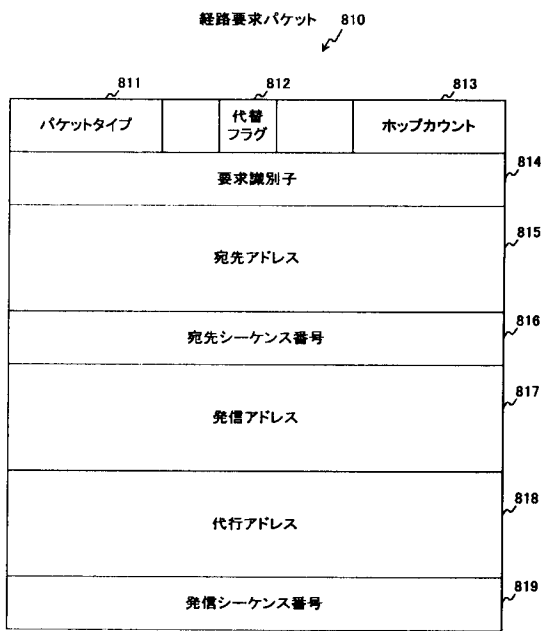 経路要求パケット 810
811 812 813
パケットタイプ 代替 ホップカウント
フラグ
要求識別子 814
宛先アドレス 815
宛先シーケンス番号 816
発信アドレス 817
代行アドレス 818
発信シーケンス番号 819